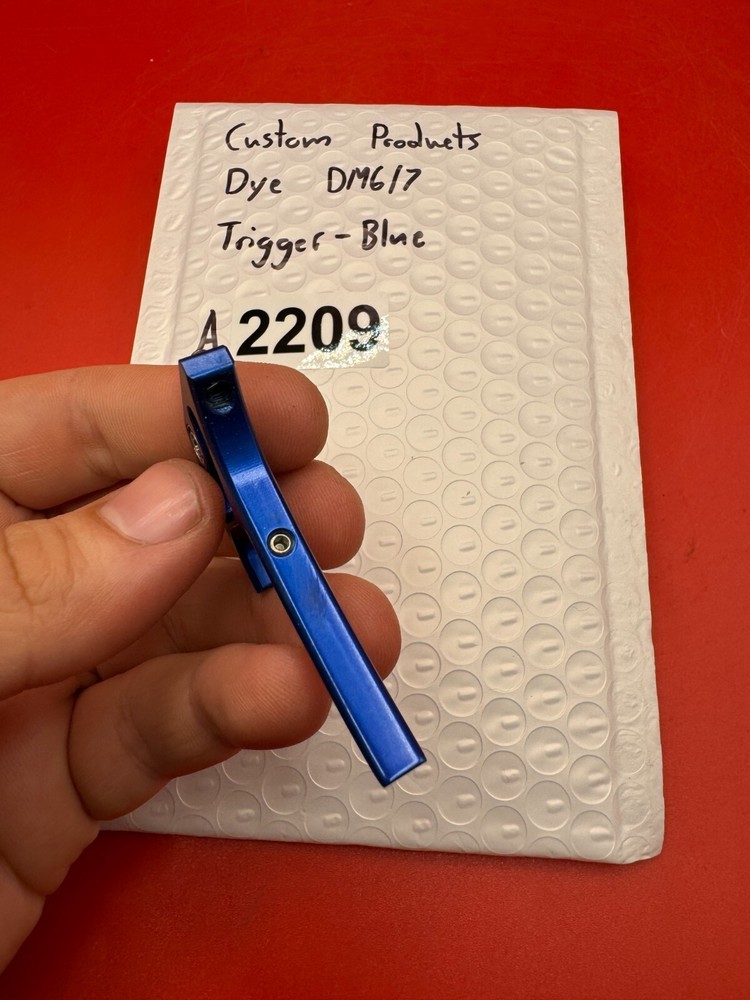 Custom Products
Dye DM6/7
Trigger-Blue
A 2209